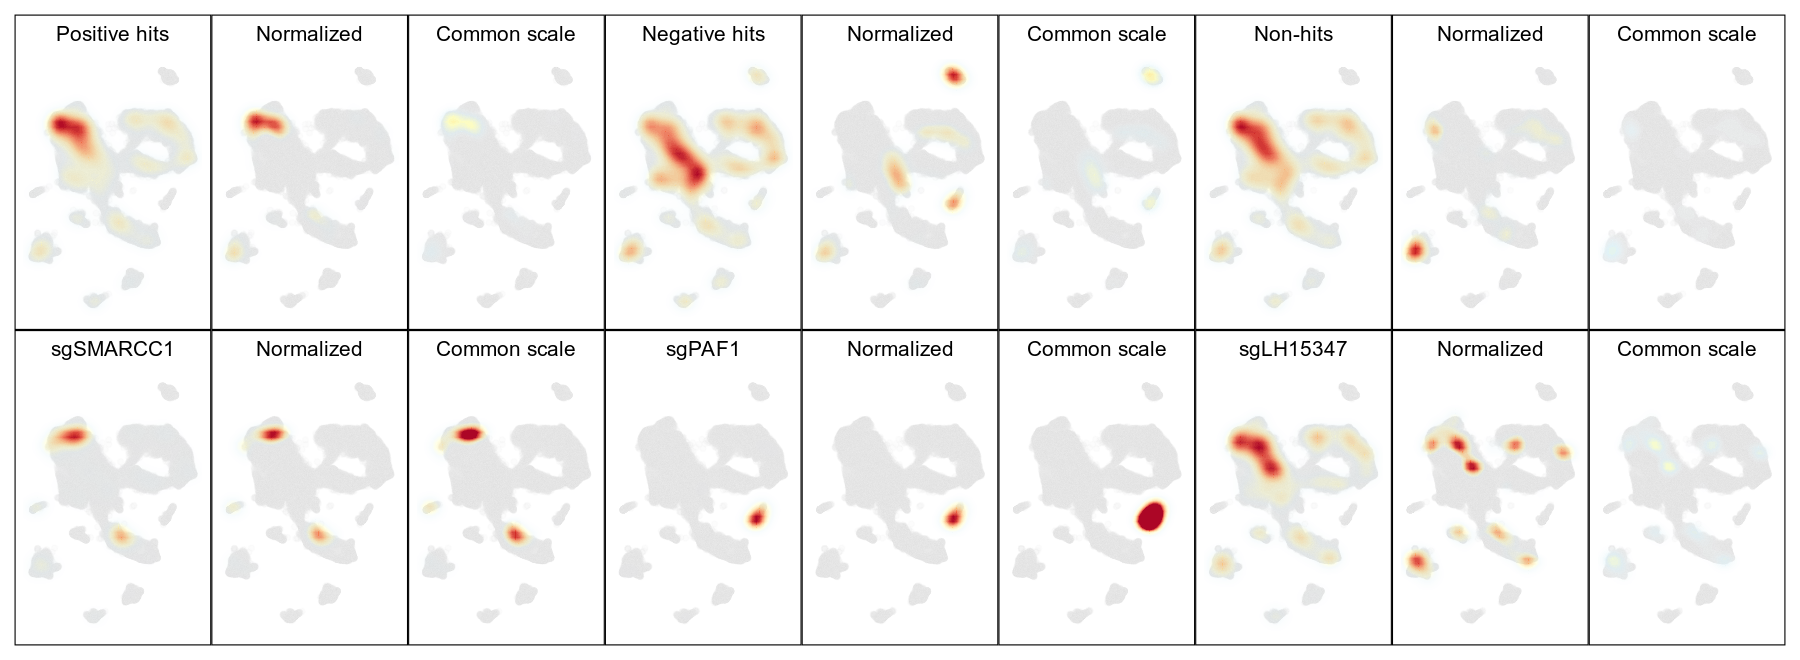 Positive hits Normalized Common scale Negative hits Normalized Common scale Non-hits Normalized Common scale
sgSMARCC1 Normalized Common scale sgPAF1 Normalized Common scale sgLH15347 Normalized Common scale